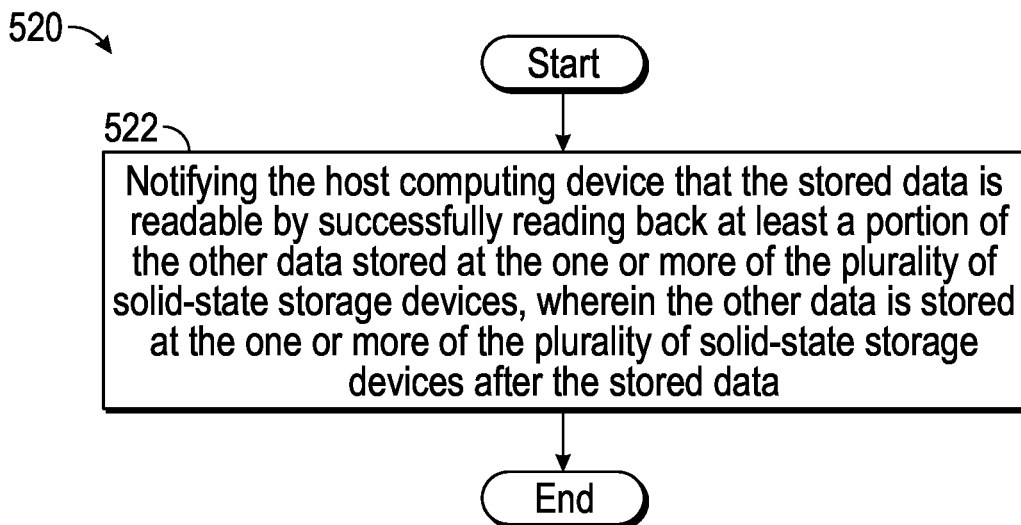 520
Start
522
Notifying the host computing device that the stored data is
readable by successfully reading back at least a portion of
the other data stored at the one or more of the plurality of
solid-state storage devices, wherein the other data is stored
at the one or more of the plurality of solid-state storage
devices after the stored data
End